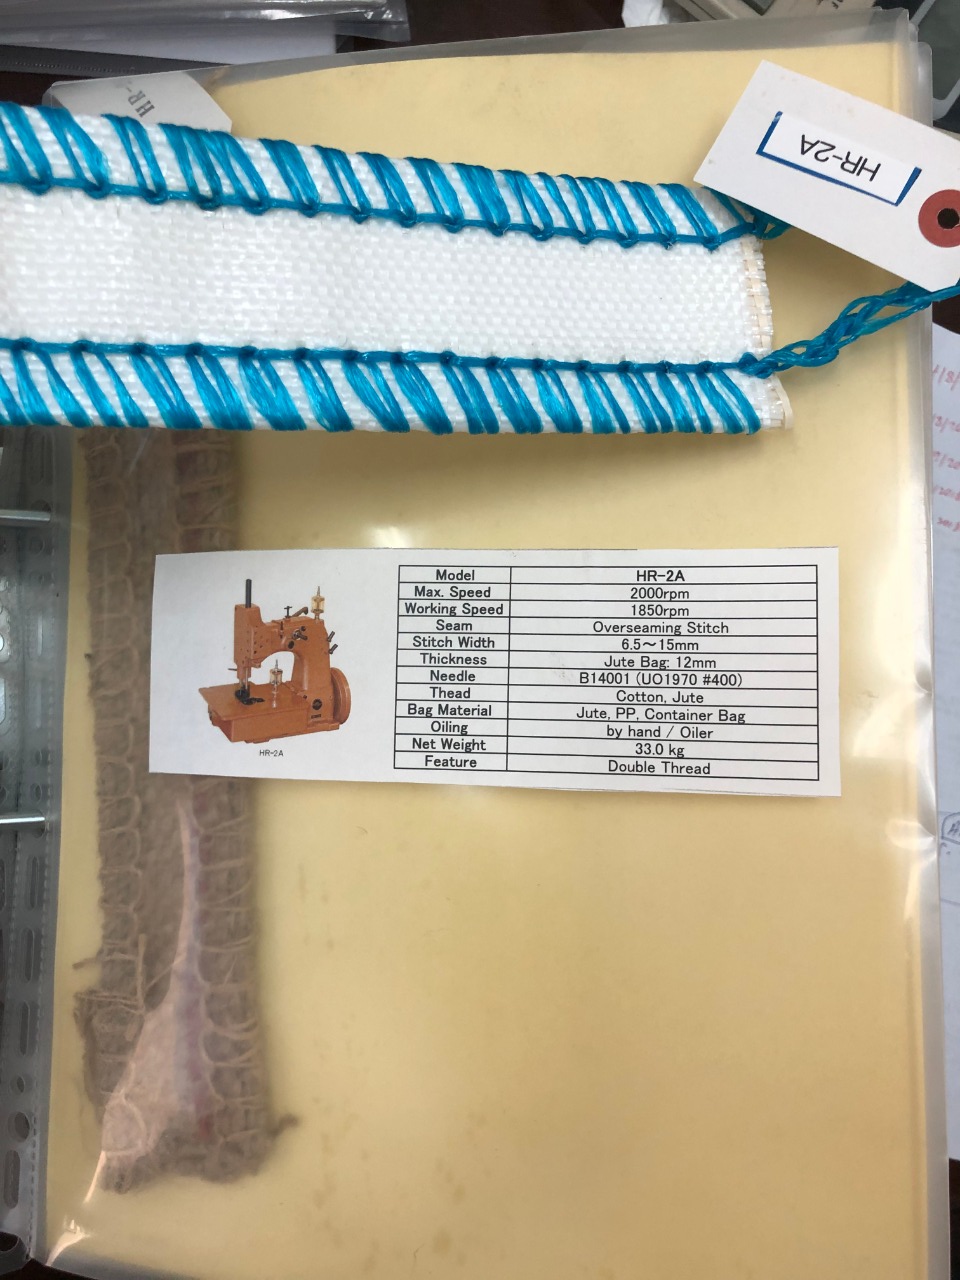 HR-
HR-2A
Model HR-2A
Max. Speed 2000rpm
Working Speed 1850rpm
Seam Overseaming Stitch
Stitch Width 6.5～15mm
Thickness Jute Bag: 12mm
Needle B14001 (UO1970 #400)
Thead Cotton, Jute
Bag Material Jute, PP, Container Bag
Oiling by hand / Oiler
Net Weight 33.0 kg
Feature Double Thread
HR-2A